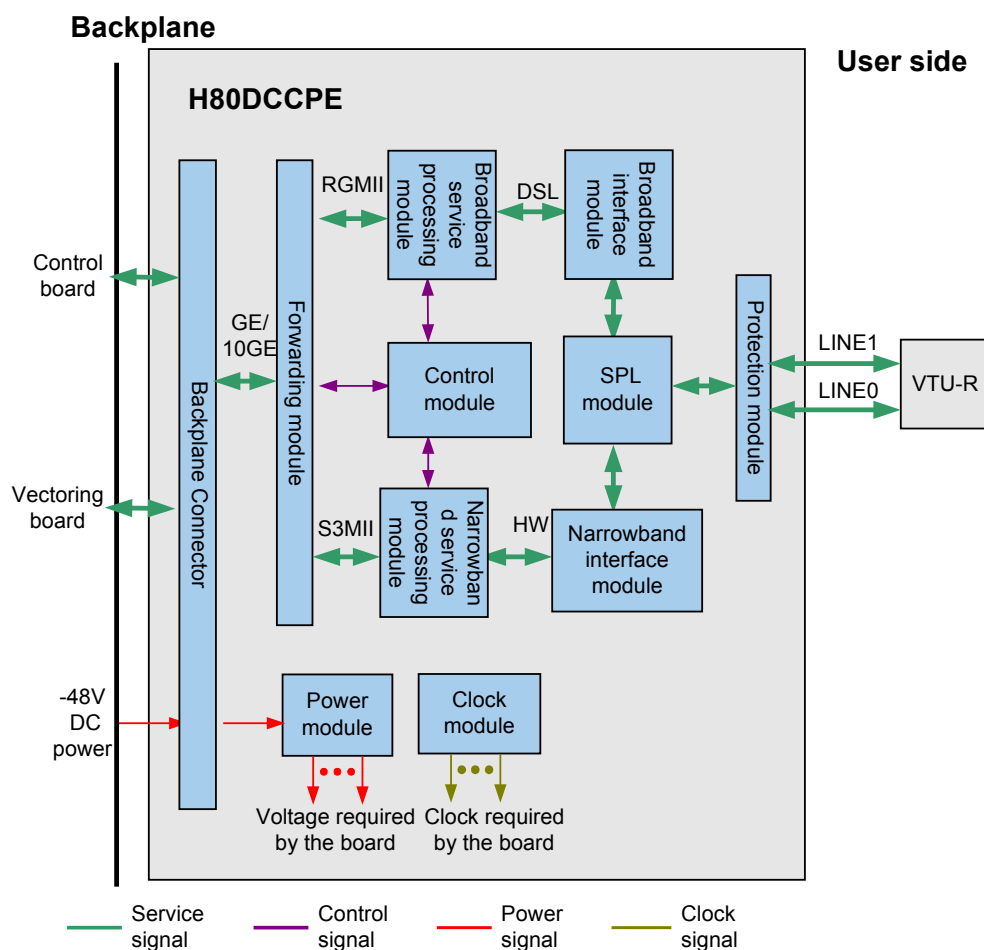 Backplane
User side
H80DCCPE
Control
board
Vectoring
board
-48V
DC
power
Backplane Connector
GE/
10GE
Forwarding module
RGMII
Broadband
service
processing
module
DSL
Broadband
interface
module
Control
module
SPL
module
Protection module
LINE1
LINE0
VTU-R
S3MII
Narrowban
d service
processing
module
HW
Narrowband
interface
module
Power
module
Clock
module
Voltage required
by the board
Clock required
by the board
Service
signal
Control
signal
Power
signal
Clock
signal